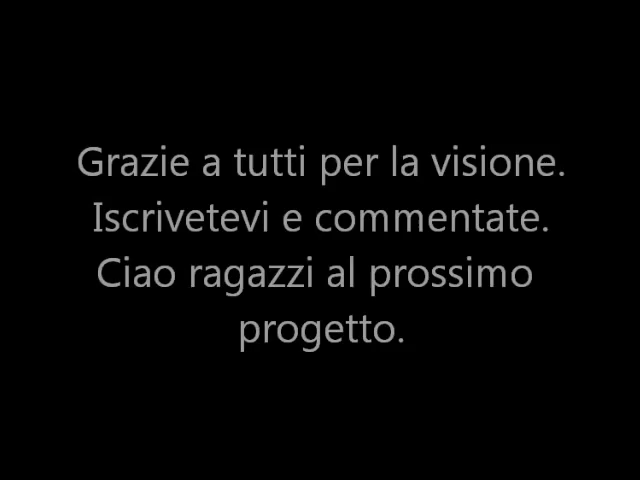 Grazie a tutti per la visione.
Iscrivetevi e commentate.
Ciao ragazzi al prossimo
progetto.